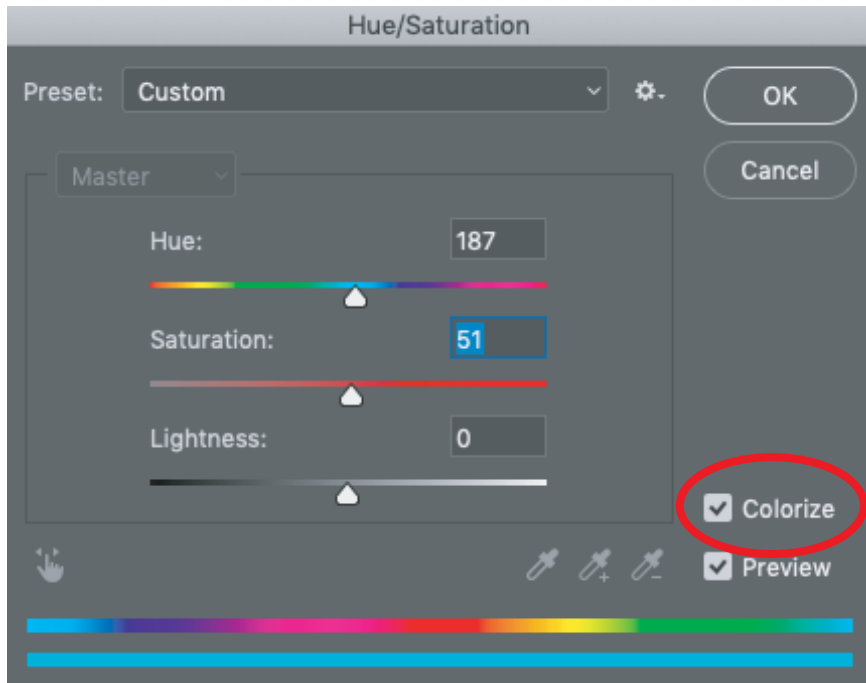 Hue/Saturation
Preset: Custom
OK
Cancel
Master
Hue: 187
Saturation: 51
Lightness: 0
Colorize
Preview